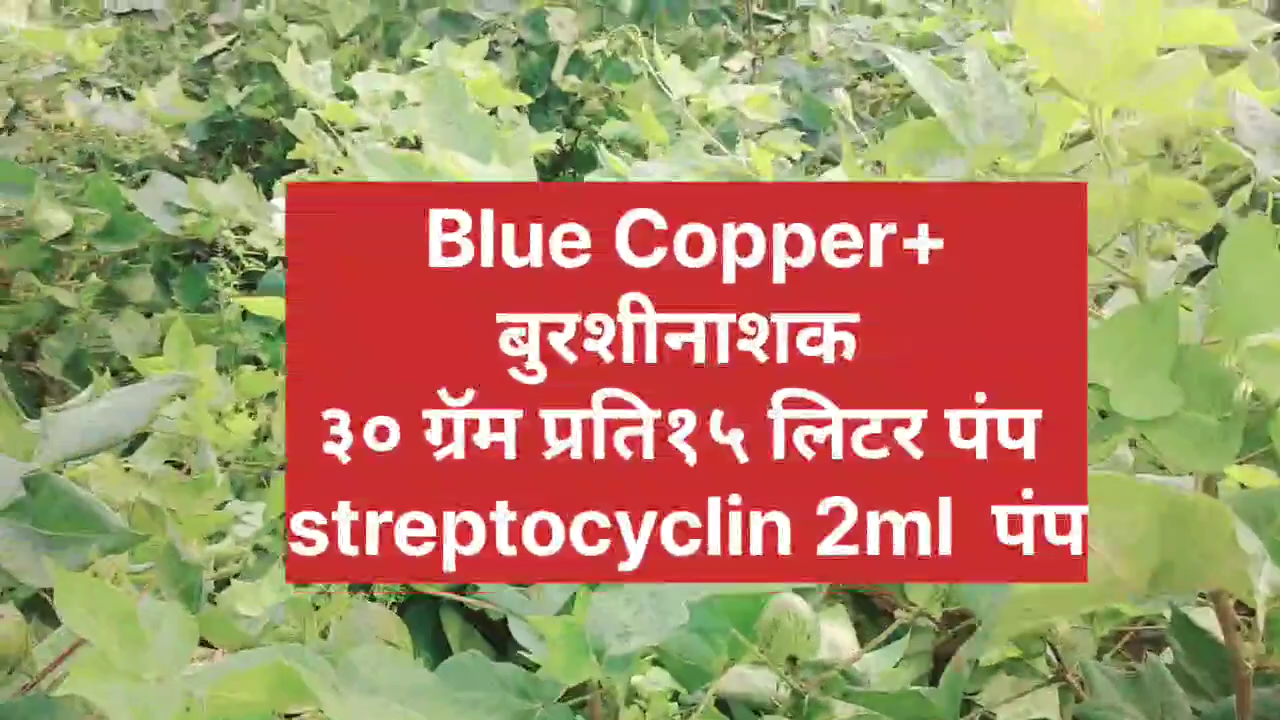 Blue Copper+
बुरशीनाशक
३० ग्रॅम प्रति१५ लिटर पंप
streptocyclin 2ml पंप